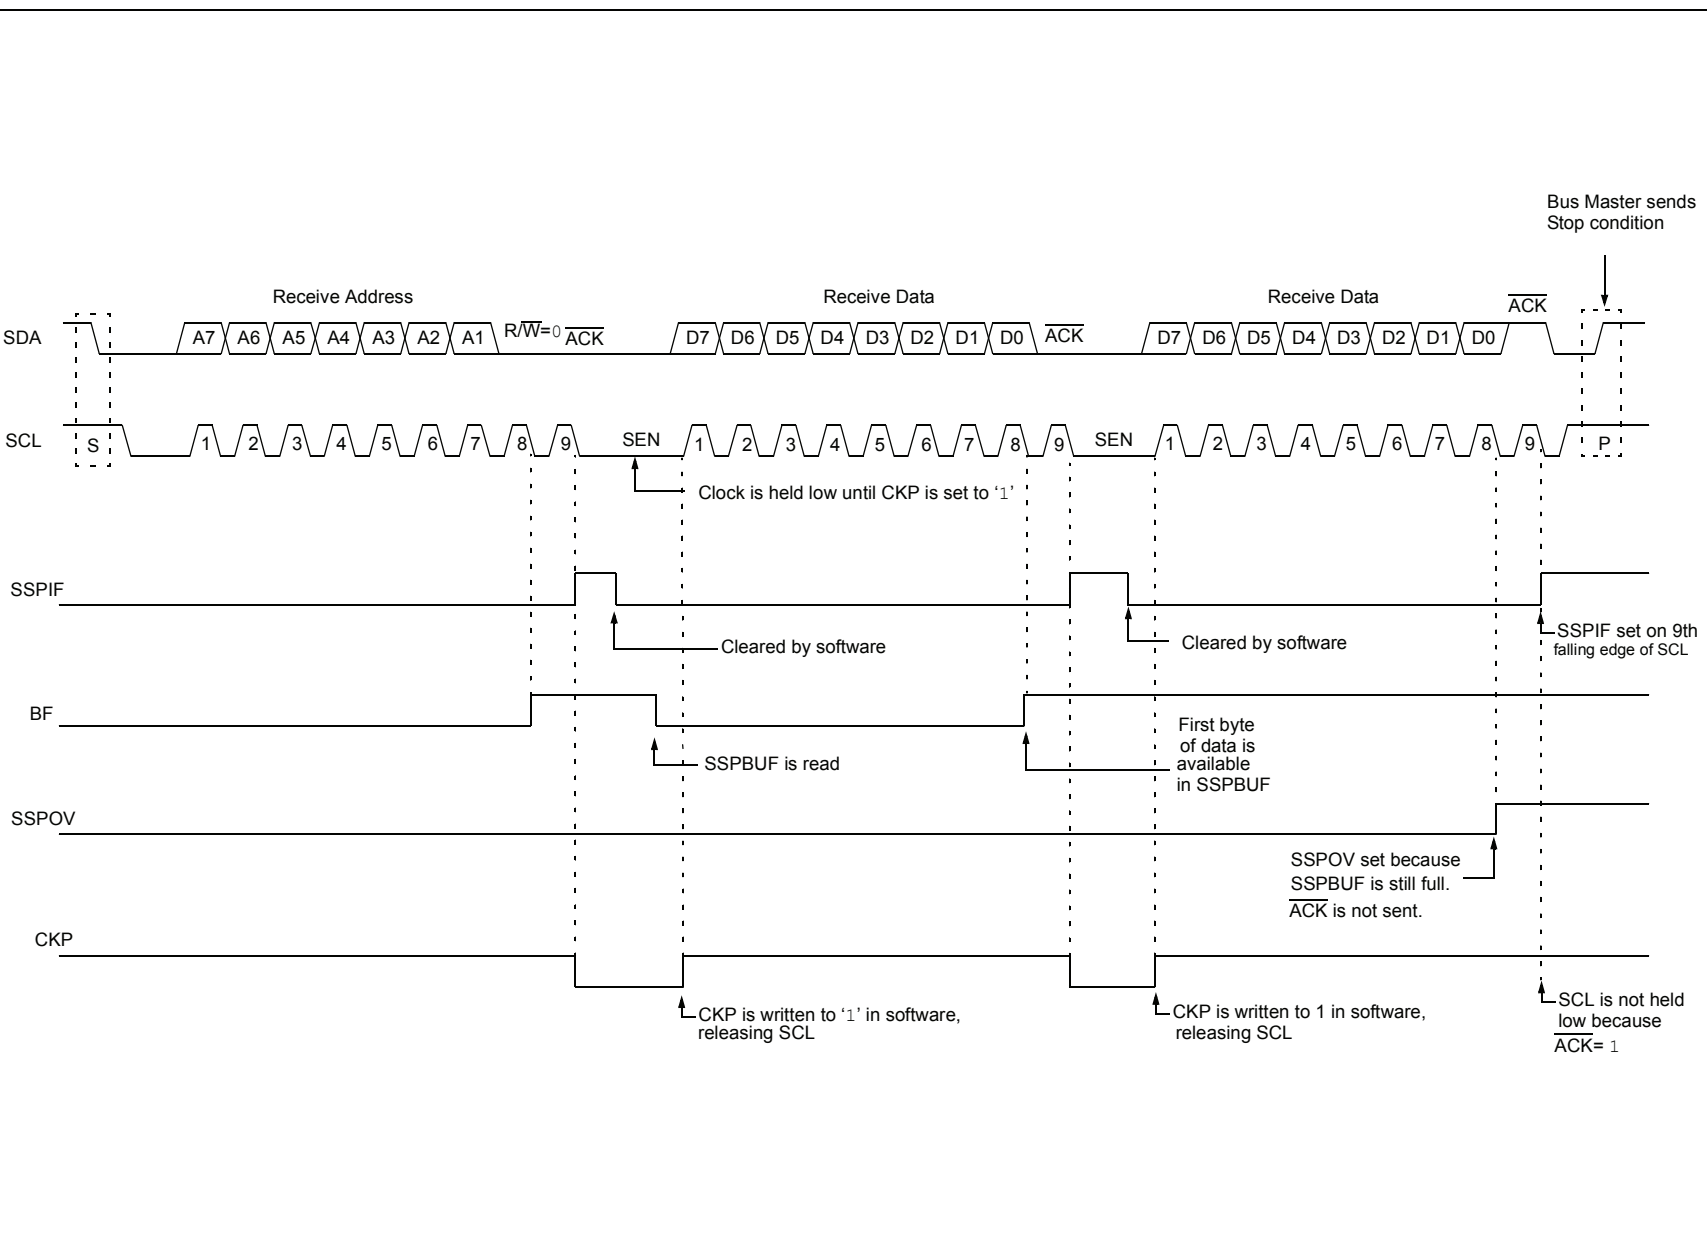 Bus Master sends
Stop condition
Receive Address
Receive Data
Receive Data
ACK
SDA
A7 A6 A5 A4 A3 A2 A1 R/W=0 ACK
D7 D6 D5 D4 D3 D2 D1 D0 ACK
D7 D6 D5 D4 D3 D2 D1 D0
SCL
S
1 2 3 4 5 6 7 8 9 SEN
1 2 3 4 5 6 7 8 9 SEN
1 2 3 4 5 6 7 8 9
P
Clock is held low until CKP is set to ‘1’
SSPIF
Cleared by software
Cleared by software
SSPIF set on 9th
falling edge of SCL
BF
SSPBUF is read
First byte
of data is
available
in SSPBUF
SSPOV
SSPOV set because
SSPBUF is still full.
ACK is not sent.
CKP
CKP is written to ‘1’ in software,
releasing SCL
CKP is written to 1 in software,
releasing SCL
SCL is not held
low because
ACK= 1